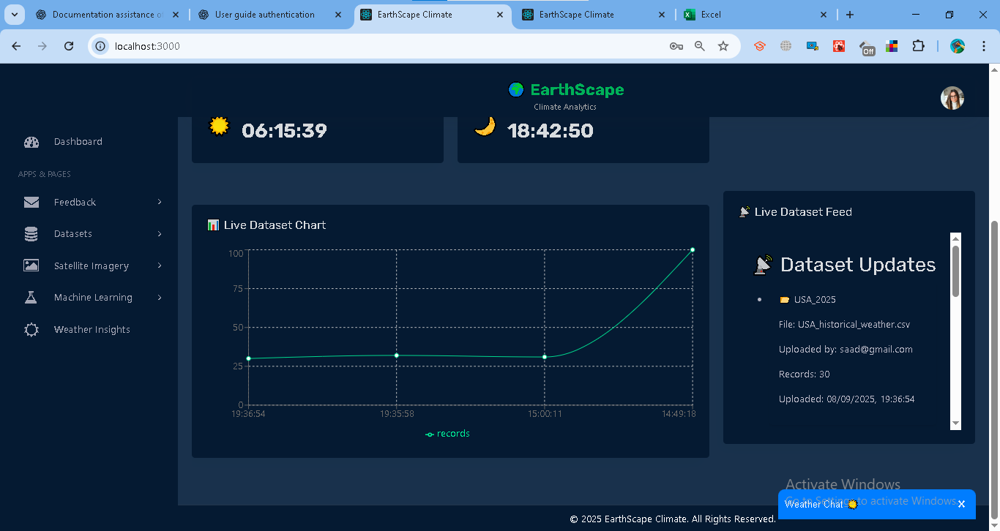 Documentation assistance o
User guide authentication
EarthScape Climate
EarthScape Climate
Excel
localhost:3000
Off
EarthScape
Climate Analytics
06:15:39
18:42:50
Dashboard
APPS & PAGES
Feedback
Datasets
Satellite Imagery
Machine Learning
Weather Insights
Live Dataset Chart
100
75
50
25
0
19:36:54
19:35:58
15:00:11
14:49:18
records
Live Dataset Feed
Dataset Updates
USA_2025
File: USA_historical_weather.csv
Uploaded by: saad@gmail.com
Records: 30
Uploaded: 08/09/2025, 19:36:54
Activate Windows
Go to Settings to activate Windows.
Weather Chat
© 2025 EarthScape Climate. All Rights Reserved.